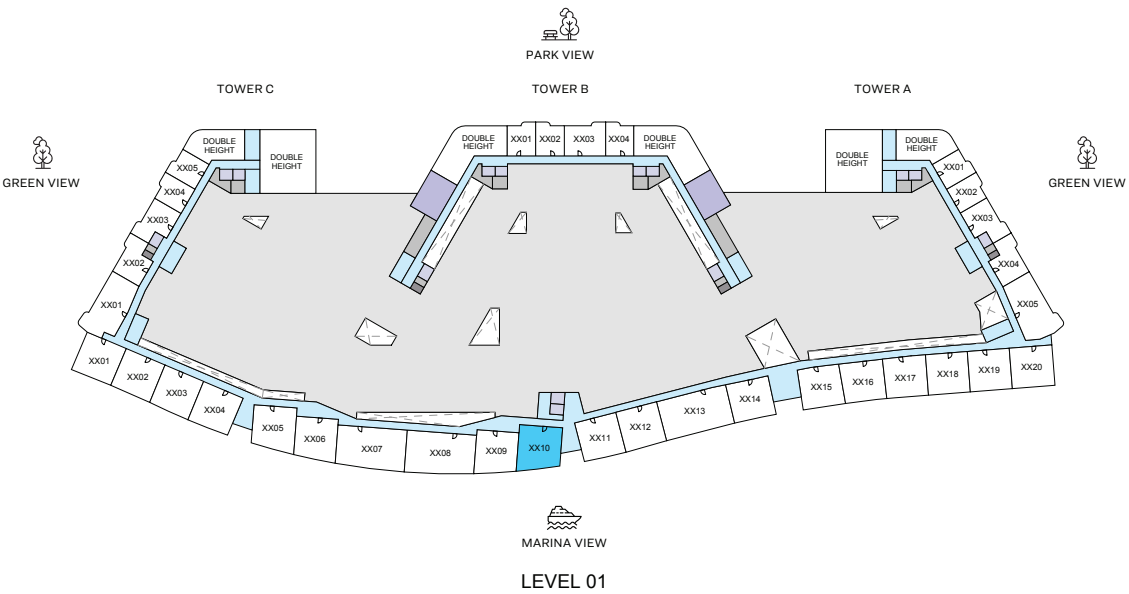 PARK VIEW
TOWER C
TOWER B
TOWER A
GREEN VIEW
GREEN VIEW
DOUBLE
HEIGHT
DOUBLE
HEIGHT
XX05
XX04
XX03
XX02
XX01
DOUBLE
HEIGHT
XX01
XX02
XX03
XX04
DOUBLE
HEIGHT
DOUBLE
HEIGHT
DOUBLE
HEIGHT
XX01
XX02
XX03
XX04
XX05
XX01
XX02
XX03
XX04
XX05
XX06
XX07
XX08
XX09
XX10
XX11
XX12
XX13
XX14
XX15
XX16
XX17
XX18
XX19
XX20
MARINA VIEW
LEVEL 01